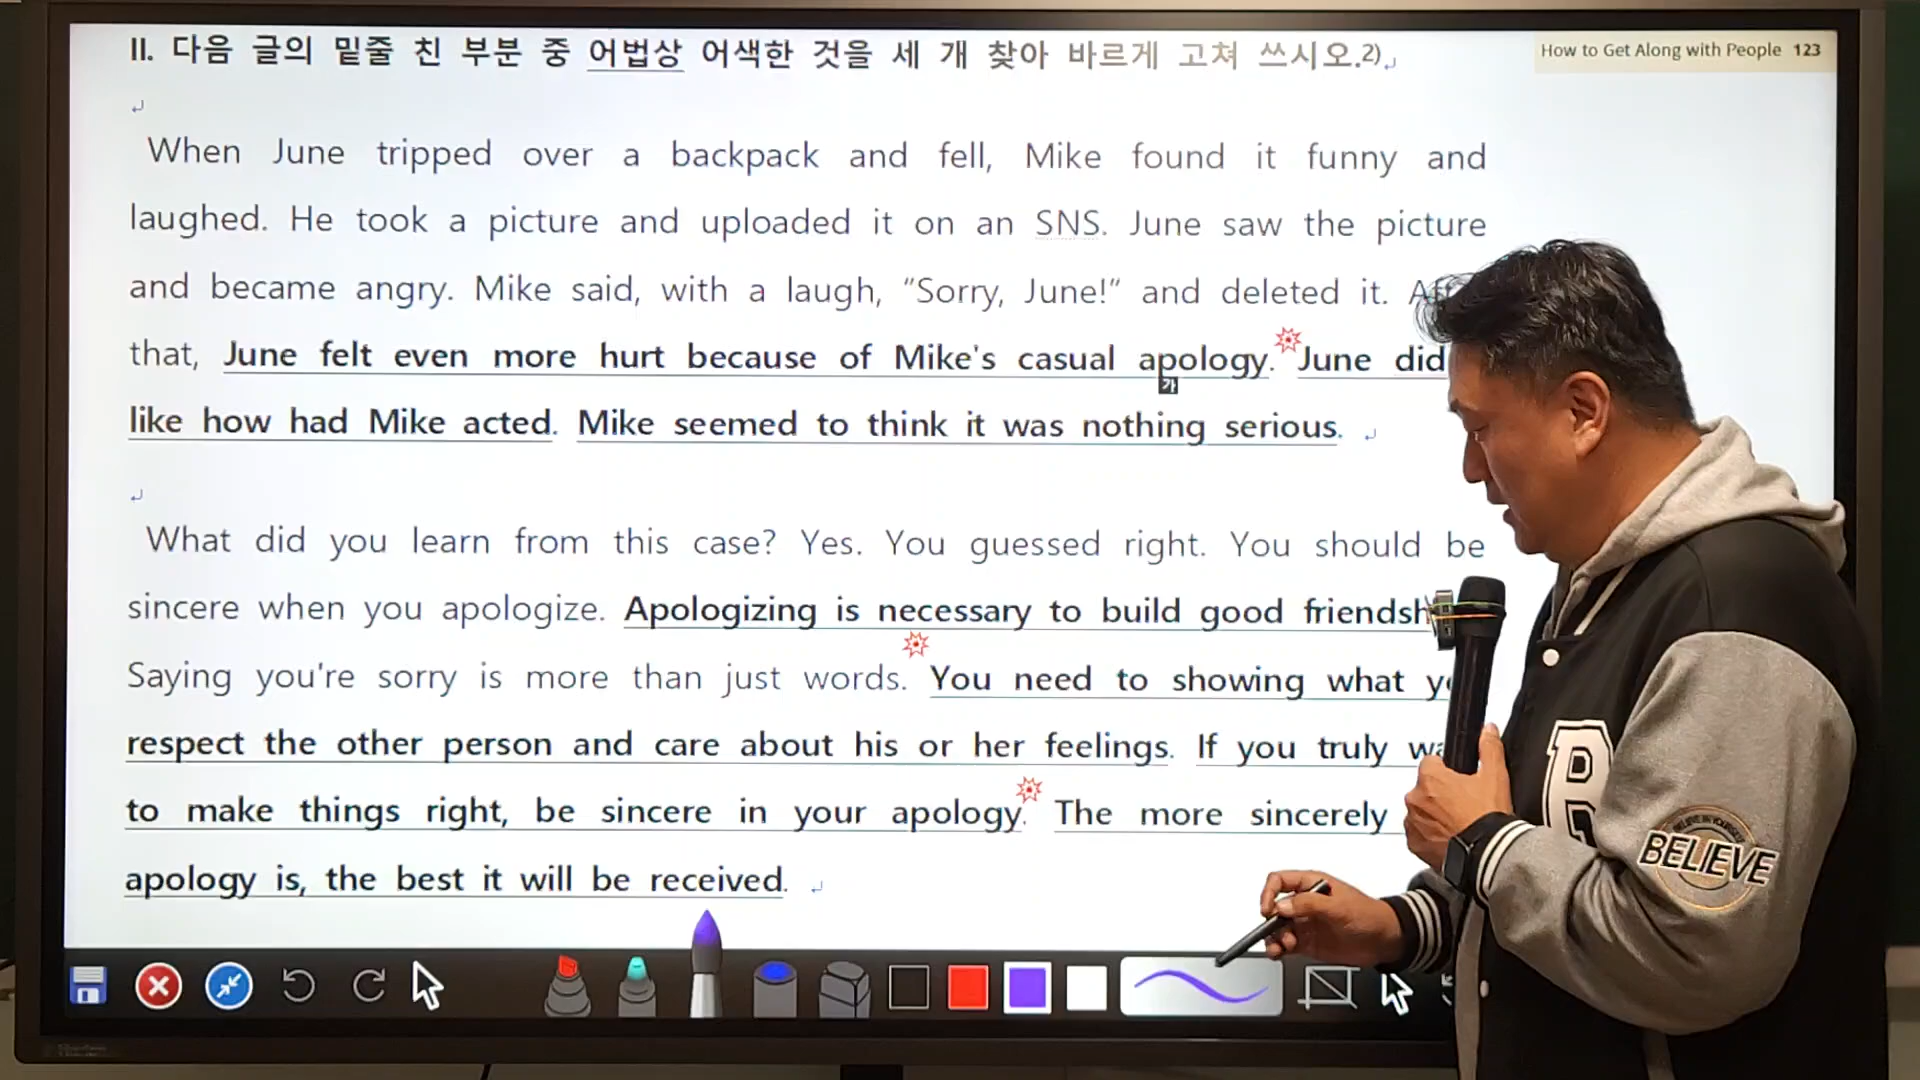 II. 다음 글의 밑줄 친 부분 중 어법상 어색한 것을 세 개 찾아 바르게 고쳐 쓰시오.2)
How to Get Along with People 123
When June tripped over a backpack and fell, Mike found it funny and
laughed. He took a picture and uploaded it on an SNS. June saw the picture
and became angry. Mike said, with a laugh, "Sorry, June!" and deleted it.
that, June felt even more hurt because of Mike's casual apology. June did
가
like how had Mike acted. Mike seemed to think it was nothing serious.
What did you learn from this case? Yes. You guessed right. You should be
sincere when you apologize. Apologizing is necessary to build good
Saying you're sorry is more than just words. You need to showing what
respect the other person and care about his or her feelings. If you truly
to make things right, be sincere in your apology. The more sincerely
apology is, the best it will be received.
BELIEVE